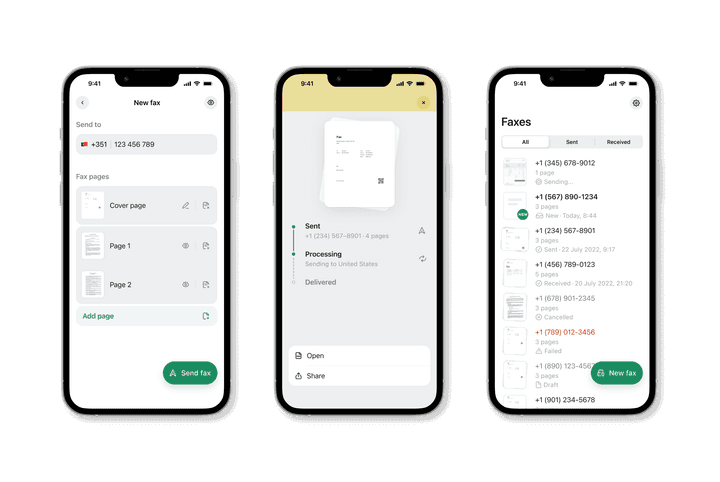 9:41
New fax
Send to
+351 123 456 789
Fax pages
Cover page
Page 1
Page 2
Add page
Send fax
9:41
Sent
+1 (234) 567–8901 · 4 pages
Processing
Sending to United States
Delivered
Open
Share
9:41
Faxes
All Sent Received
+1 (345) 678-9012
1 page
Sending...
+1 (567) 890-1234
3 pages
NEW
New · Today, 8:44
+1 (234) 567-8901
3 pages
Sent · 22 July 2022, 9:17
+1 (456) 789-0123
5 pages
Received · 20 July 2022, 21:20
+1 (678) 901-2345
3 pages
Cancelled
+1 (789) 012-3456
3 pages
Failed
+1 (890) 123-456
3 pages
Draft
New fax
+1 (901) 234-5678